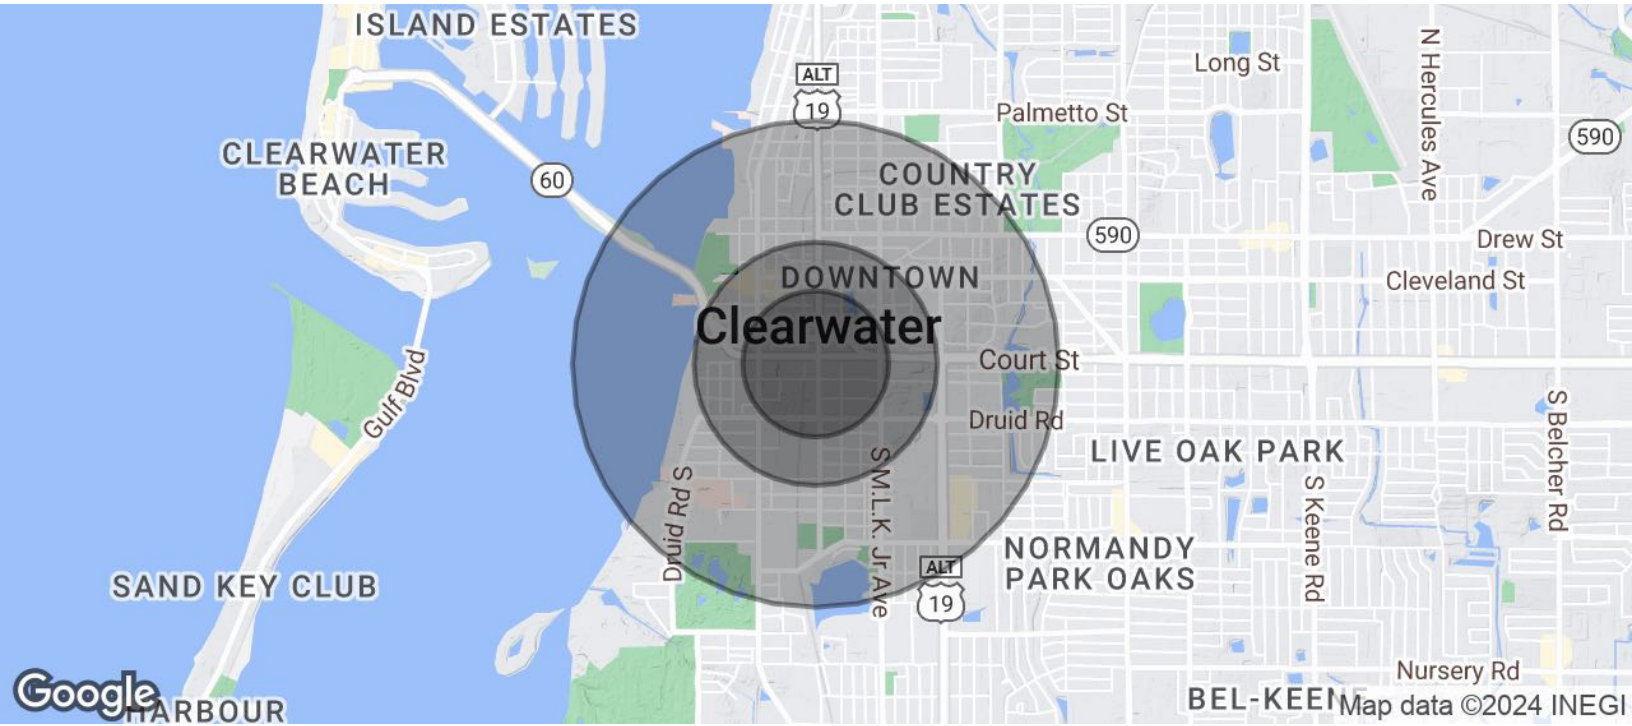 ISLAND ESTATES
Long St
N Hercules Ave
ALT
19
Palmetto St
590
CLEARWATER
BEACH
60
COUNTRY
CLUB ESTATES
590
Drew St
DOWNTOWN
Cleveland St
Clearwater
Court St
Gulf Blvd
Druid Rd
S Belcher Rd
LIVE OAK PARK
Druid Rd S
S M.L.K. Jr Ave
S Keene Rd
NORMANDY
PARK OAKS
ALT
19
SAND KEY CLUB
Nursery Rd
Google
HARBOUR
BEL-KEEN
Map data ©2024 INEGI